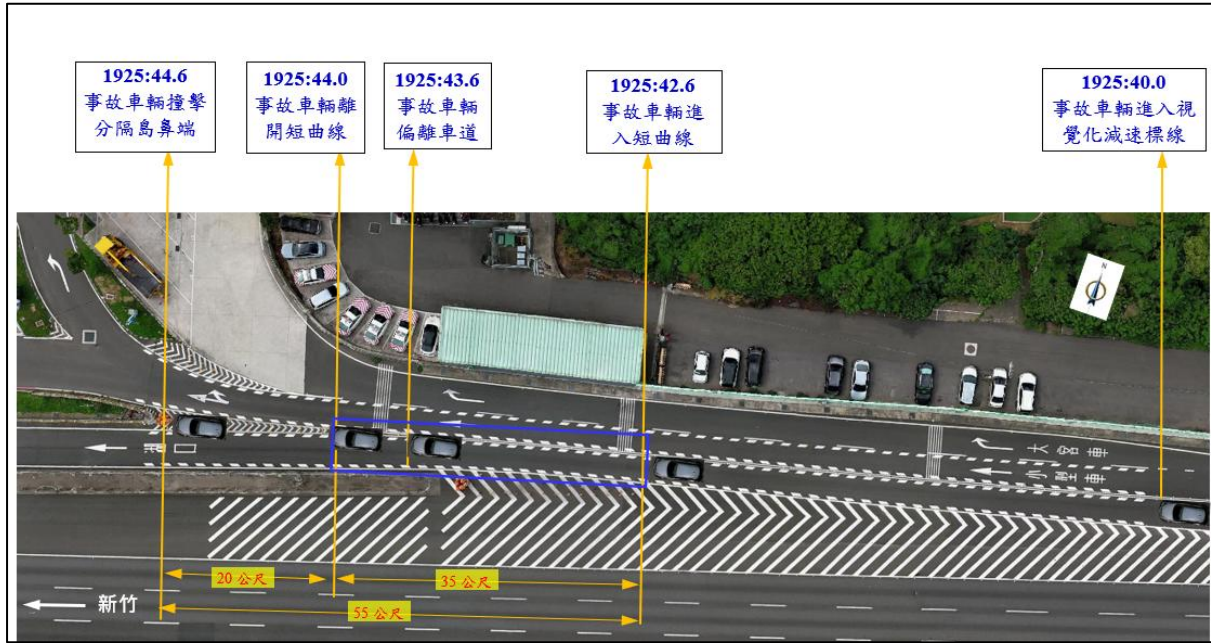 1925:44.6
事故車輛撞擊
分隔島鼻端
1925:44.0
事故車輛離
開短曲線
1925:43.6
事故車輛
偏離車道
1925:42.6
事故車輛進
入短曲線
1925:40.0
事故車輛進入視
覺化減速標線
N
大客車
小型車
出口
20 公尺
35 公尺
55 公尺
新竹